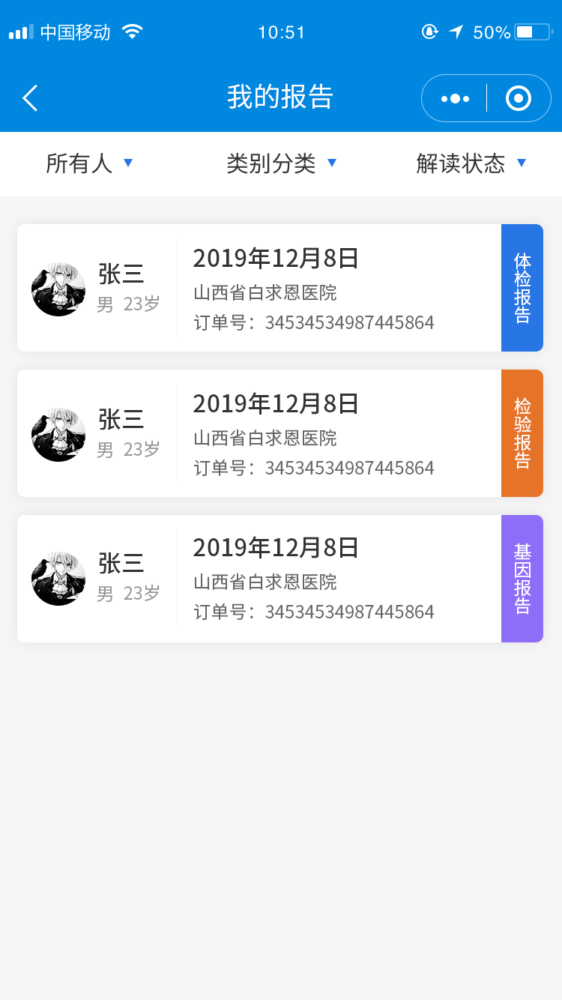 中国移动 10:51 50%
我的报告
所有人 类别分类 解读状态
张三
男 23岁
2019年12月8日
山西省白求恩医院
订单号：34534534987445864
体检报告
张三
男 23岁
2019年12月8日
山西省白求恩医院
订单号：34534534987445864
检验报告
张三
男 23岁
2019年12月8日
山西省白求恩医院
订单号：34534534987445864
基因报告